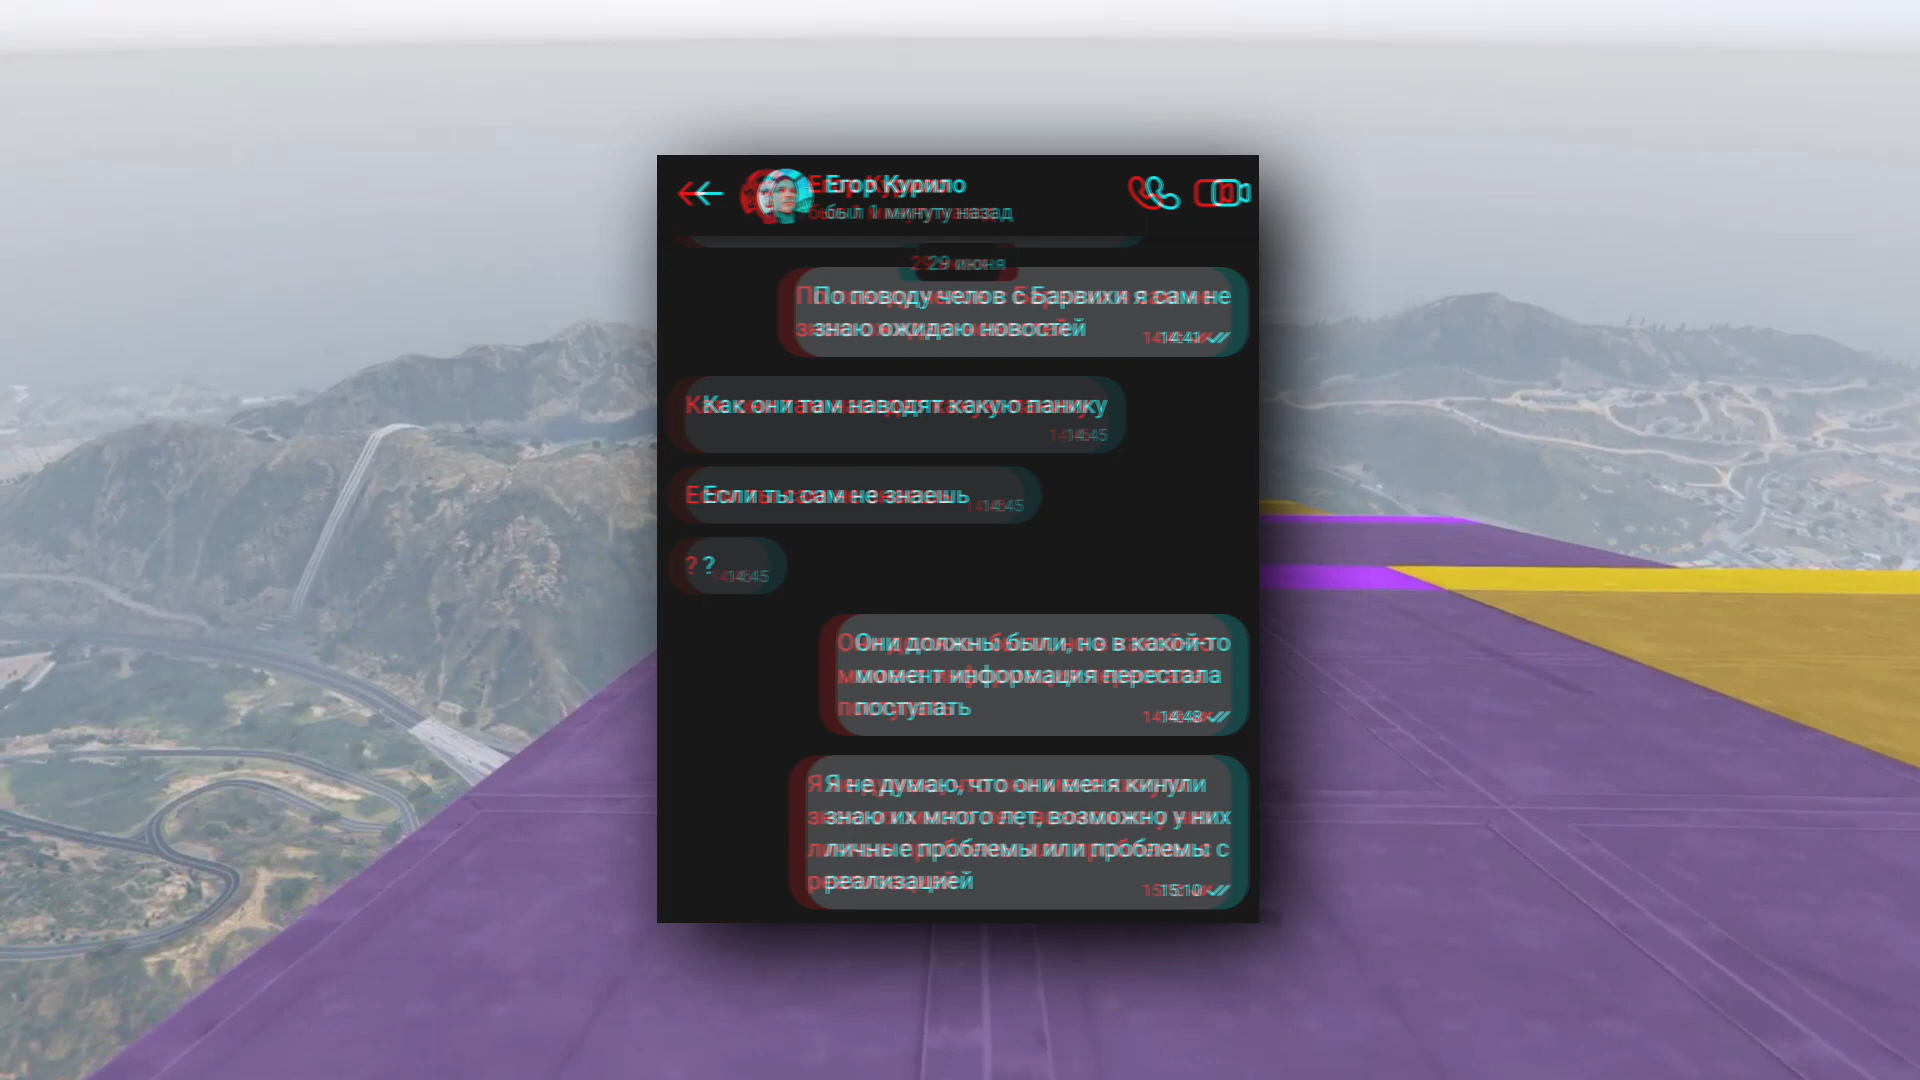 Егор Курило
был 1 минуту назад
29 июня
По поводу челов с Барвихи я сам не
знаю ожидаю новостей
14:41
Как они там наводят какую панику
14:45
Если ты сам не знаешь
14:45
?
14:45
Они должны были, но в какой-то
момент информация перестала
поступать
14:48
Я не думаю, что они меня кинули
знаю их много лет, возможно у них
личные проблемы или проблемы с
реализацией
15:10